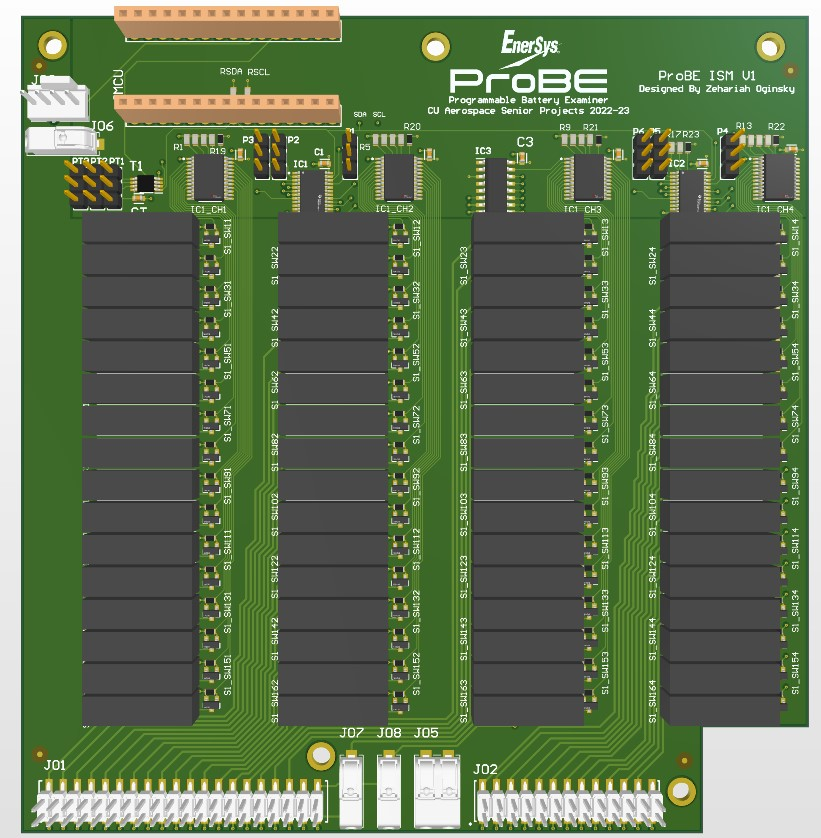 EnerSys
ProBE
Programmable Battery Examiner
CU Aerospace Senior Projects 2022-23
ProBE ISM V1
Designed By Zehariah Oginsky
MCU
RSDA RSCL
SDA SCL
J06
PT1
T1
R1
R19
P3
P2
IC1
C1
R5
R20
IC3
C3
R9
R21
P6
R23
IC2
P4
R13
R22
IC1_CH1
IC1_CH2
IC1_CH3
IC1_CH4
S1_SW11
S1_SW31
S1_SW51
S1_SW71
S1_SW91
S1_SW111
S1_SW131
S1_SW151
S1_SW22
S1_SW42
S1_SW62
S1_SW82
S1_SW102
S1_SW122
S1_SW142
S1_SW162
S1_SW12
S1_SW32
S1_SW52
S1_SW72
S1_SW92
S1_SW112
S1_SW132
S1_SW152
S1_SW23
S1_SW43
S1_SW63
S1_SW83
S1_SW103
S1_SW123
S1_SW143
S1_SW163
S1_SW13
S1_SW33
S1_SW53
S1_SW73
S1_SW93
S1_SW113
S1_SW133
S1_SW153
S1_SW24
S1_SW44
S1_SW64
S1_SW84
S1_SW104
S1_SW124
S1_SW144
S1_SW164
S1_SW14
S1_SW34
S1_SW54
S1_SW74
S1_SW94
S1_SW114
S1_SW134
S1_SW154
J01
J07
J08
J05
J02